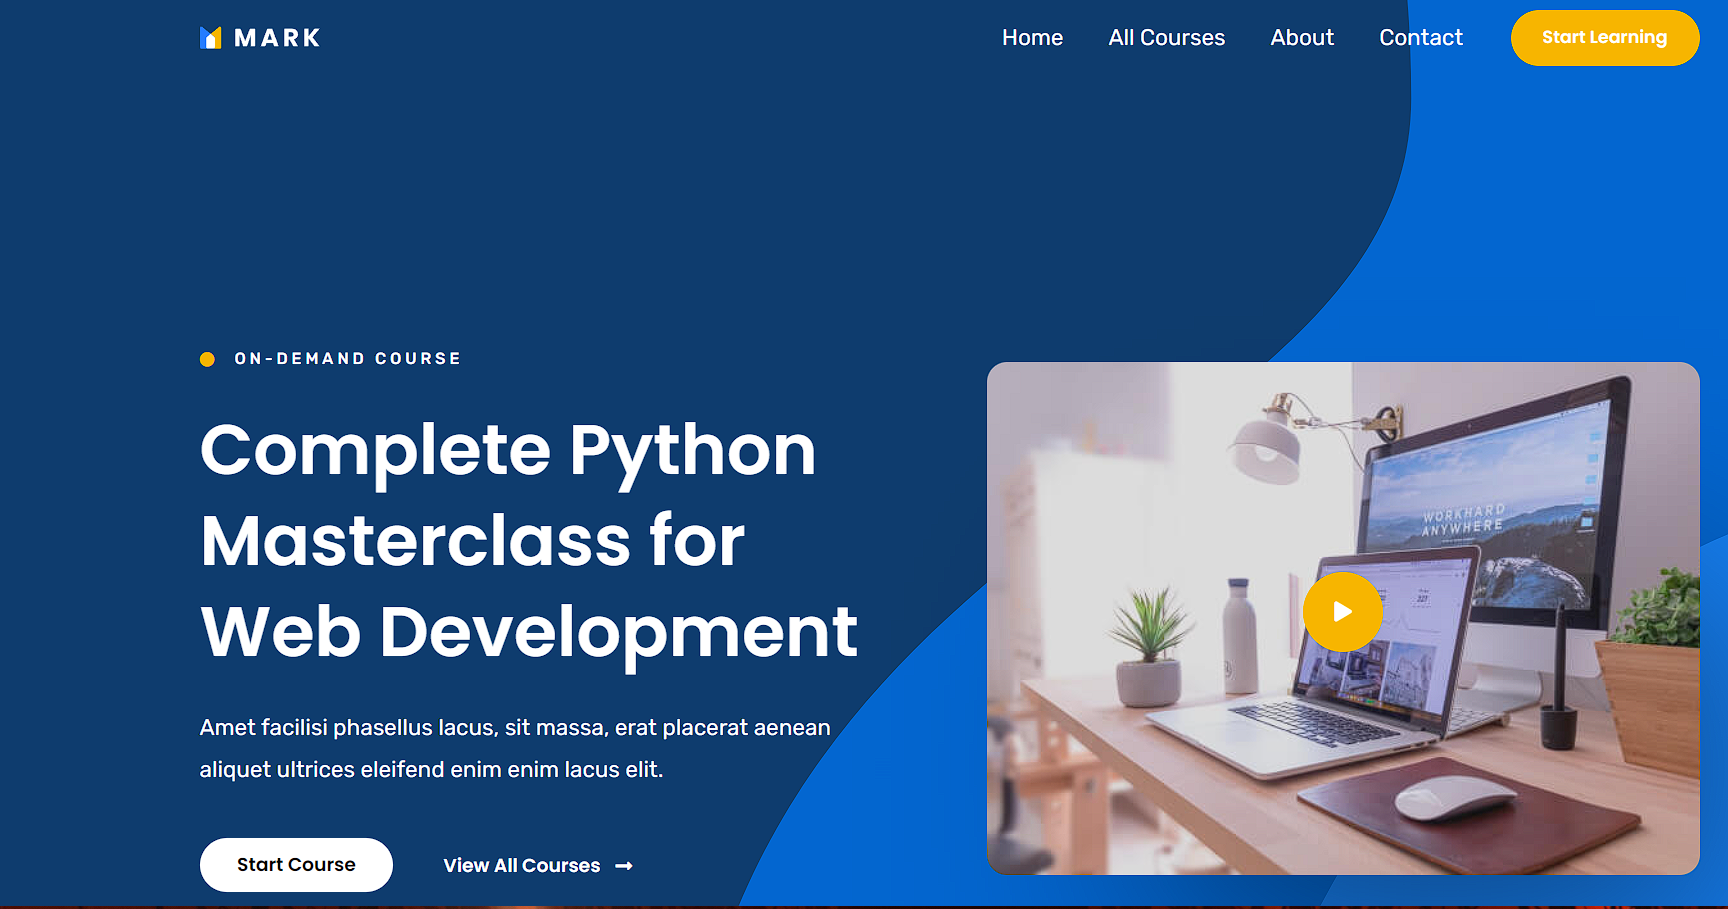 MARK
Home
All Courses
About
Contact
Start Learning
ON-DEMAND COURSE
Complete Python
Masterclass for
Web Development
WORKHARD
ANYWHERE
Amet facilisi phasellus lacus, sit massa, erat placerat aenean
aliquet ultrices eleifend enim enim lacus elit.
Start Course
View All Courses